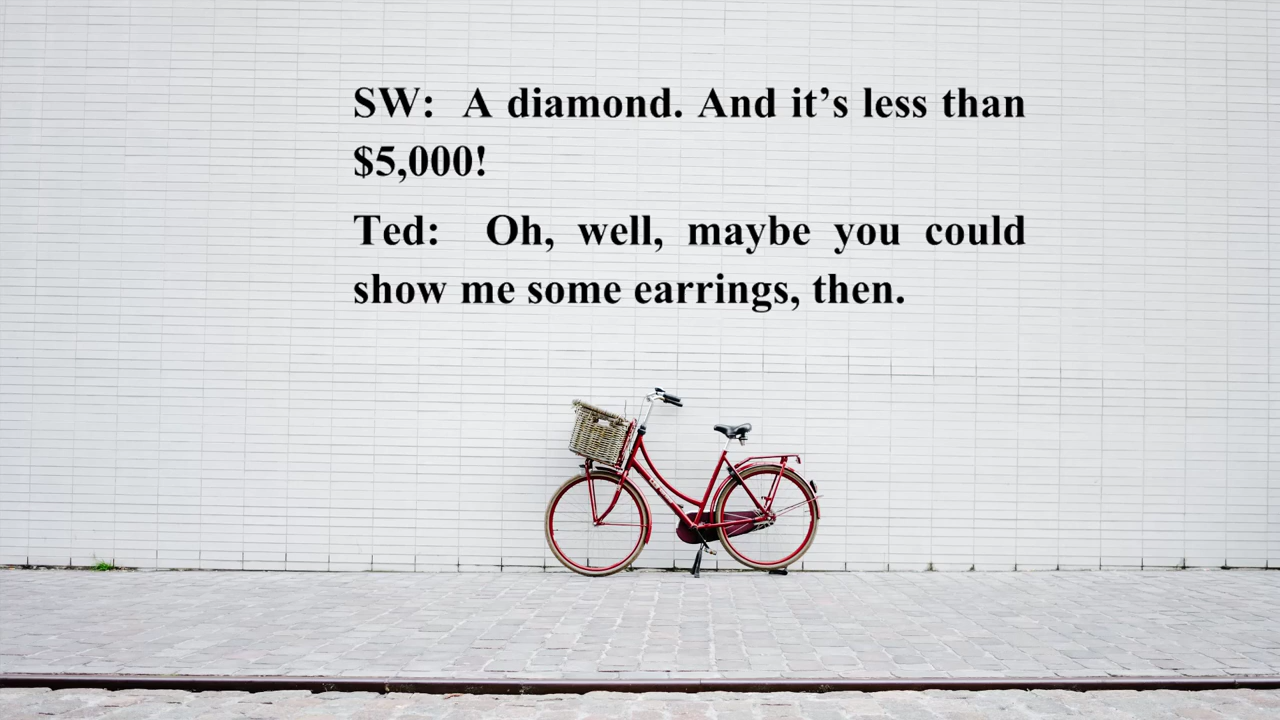 SW: A diamond. And it’s less than
$5,000!
Ted: Oh, well, maybe you could
show me some earrings, then.